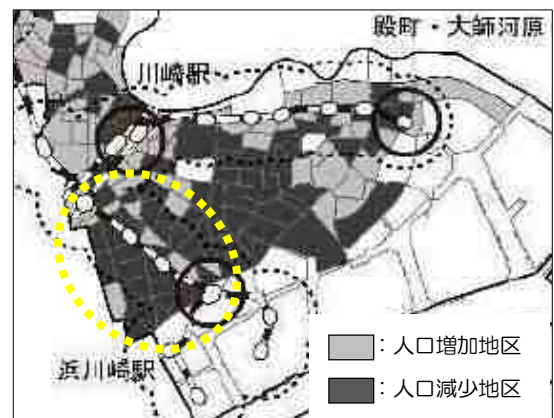 殿町・大師河原
川崎駅
浜川崎駅
：人口増加地区
：人口減少地区